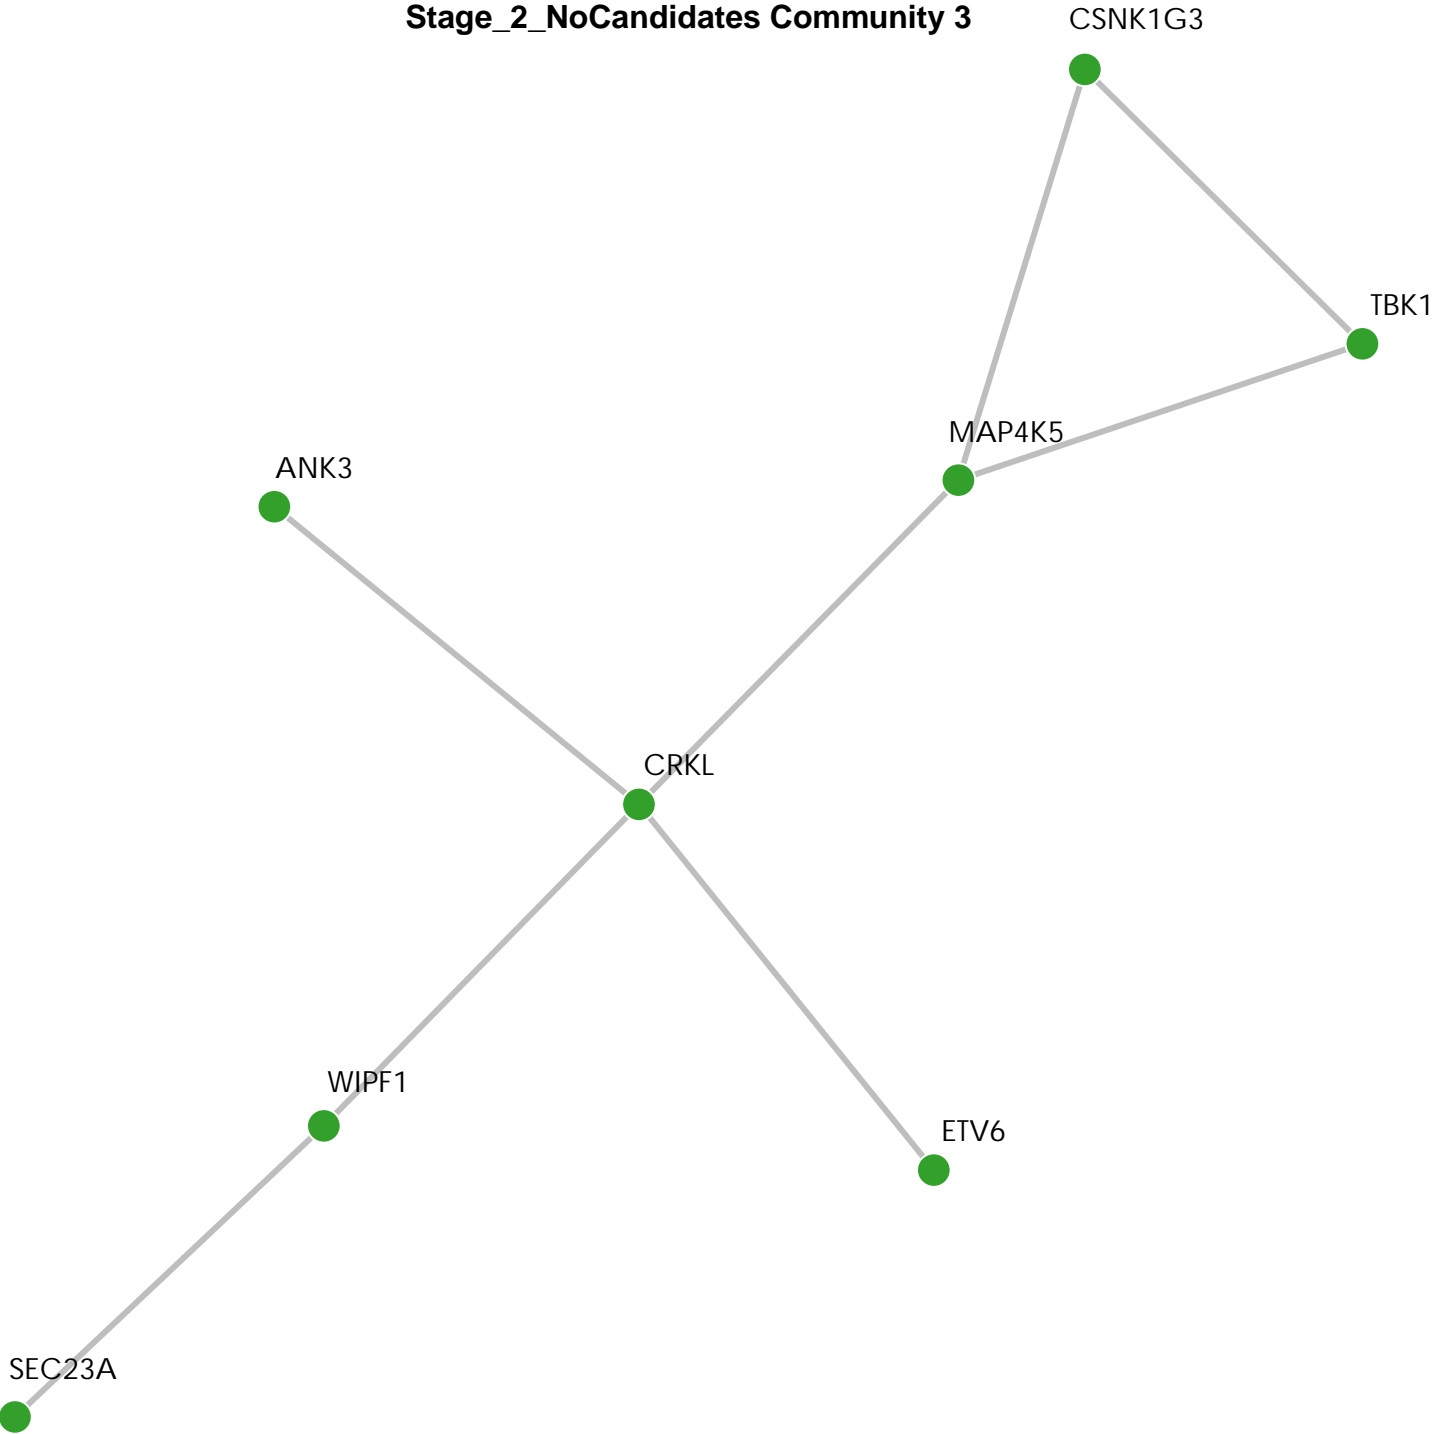 Stage_2_NoCandidates Community 3
CSNK1G3
TBK1
MAP4K5
ANK3
CRKL
WIPF1
ETV6
SEC23A